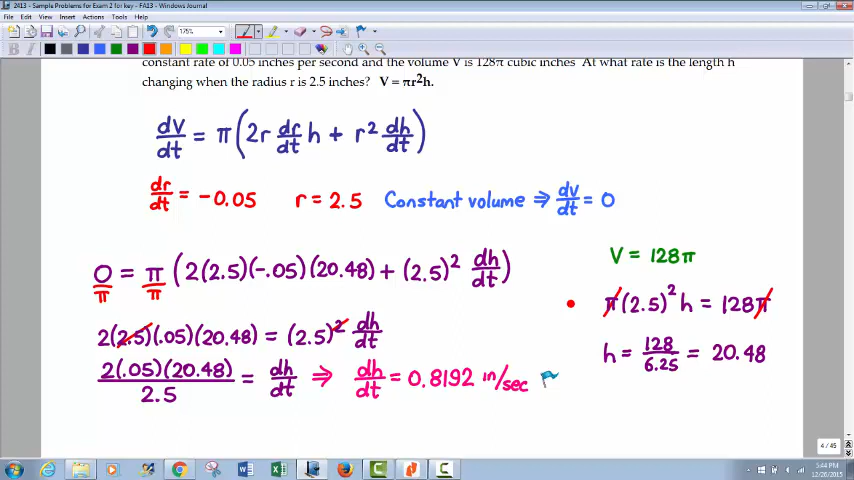 2413 - Sample Problems for Exam 2 for key - FA13 - Windows Journal
File Edit View Insert Actions Tools Help
175%
B I
constant rate of 0.05 inches per second and the volume V is 128π cubic inches At what rate is the length h
changing when the radius r is 2.5 inches? V = πr²h.
dV/dt = π(2r dr/dt h + r² dh/dt)
dr/dt = -0.05 r = 2.5 Constant volume ⇒ dV/dt = 0
0/π = π/π (2(2.5)(-.05)(20.48) + (2.5)² dh/dt)
V = 128π
π(2.5)² h = 128π
2(2.5)(.05)(20.48) = (2.5)² dh/dt
h = 128/6.25 = 20.48
2(.05)(20.48)/2.5 = dh/dt ⇒ dh/dt = 0.8192 in/sec
4 / 45
3:44 PM
12/26/2015